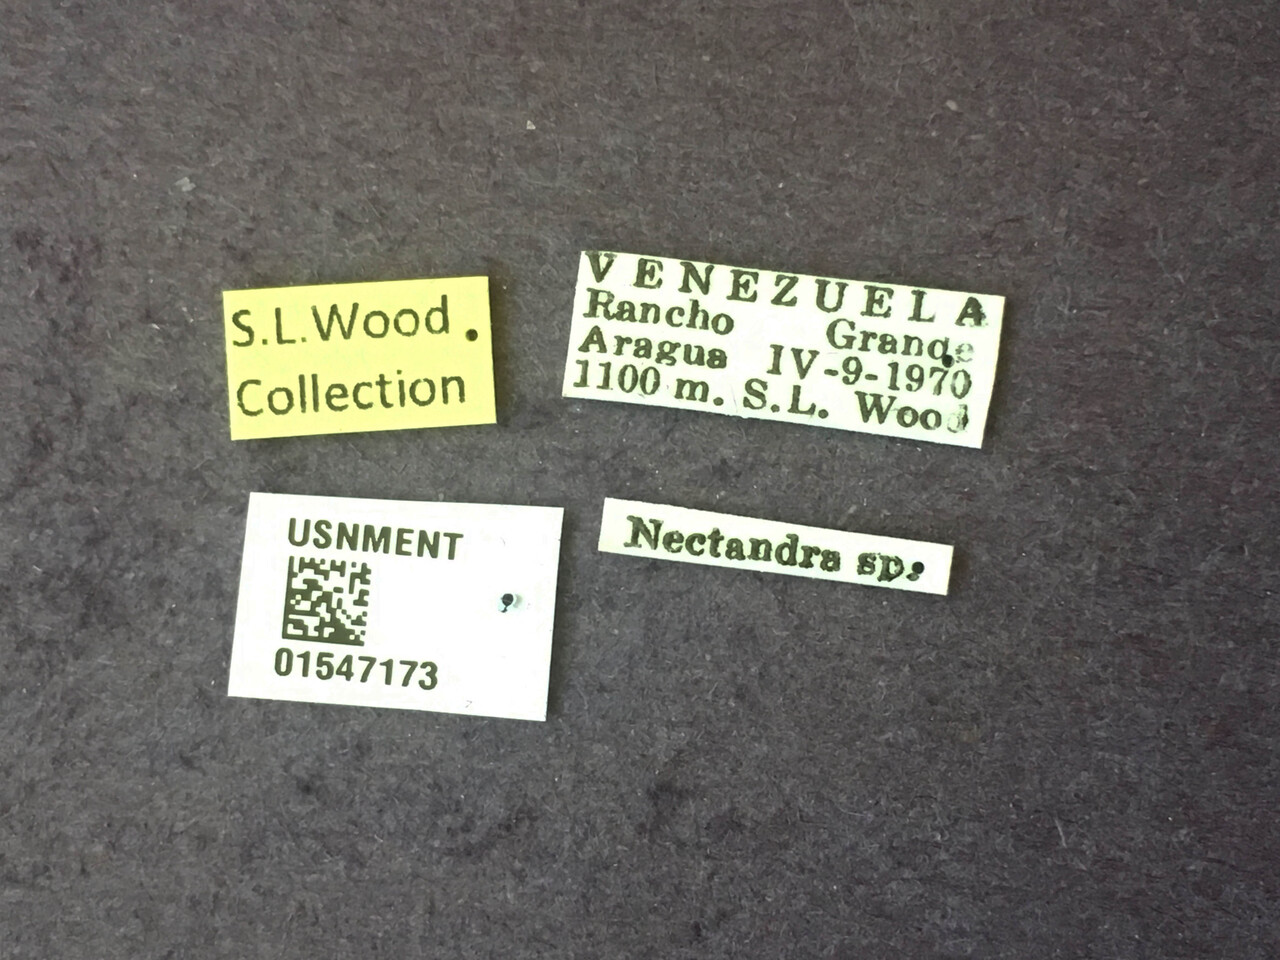 S.L.Wood
Collection
VENEZUELA
Rancho Grande
Aragua IV-9-1970
1100 m. S.L. Wood
USNMENT
01547173
Nectandra sp.